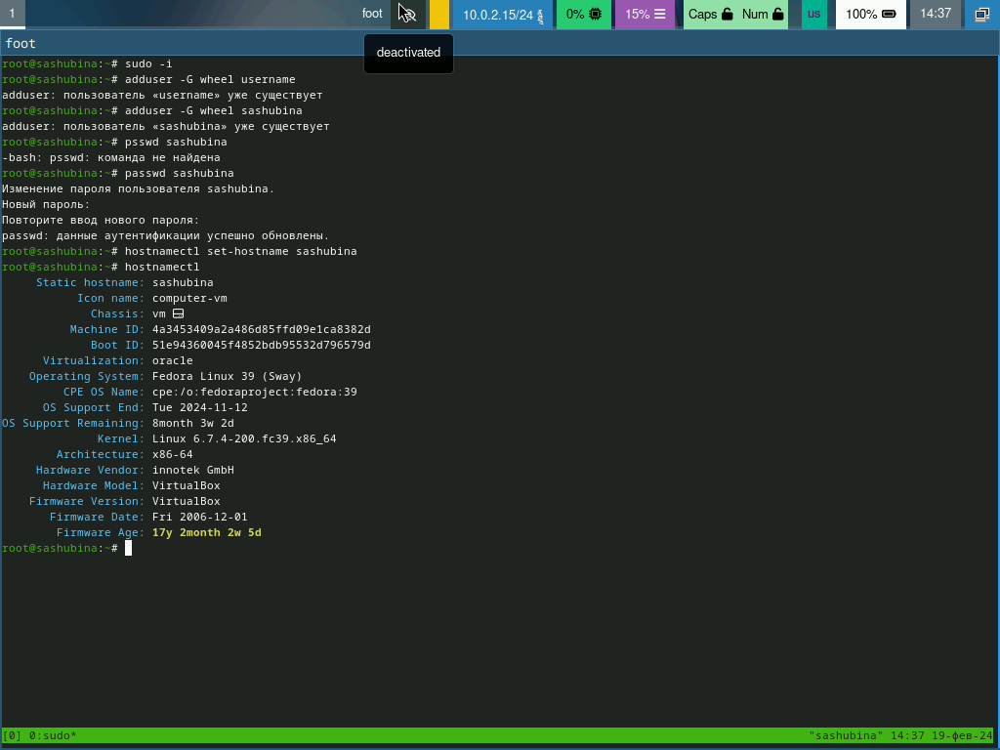 1 foot 10.0.2.15/24 0% 15% Caps Num us 100% 14:37
foot
deactivated
root@sashubina:~# sudo -i
root@sashubina:~# adduser -G wheel username
adduser: пользователь «username» уже существует
root@sashubina:~# adduser -G wheel sashubina
adduser: пользователь «sashubina» уже существует
root@sashubina:~# psswd sashubina
-bash: psswd: команда не найдена
root@sashubina:~# passwd sashubina
Изменение пароля пользователя sashubina.
Новый пароль:
Повторите ввод нового пароля:
passwd: данные аутентификации успешно обновлены.
root@sashubina:~# hostnamectl set-hostname sashubina
root@sashubina:~# hostnamectl
Static hostname: sashubina
Icon name: computer-vm
Chassis: vm
Machine ID: 4a3453409a2a486d85ffd09e1ca8382d
Boot ID: 51e94360045f4852bdb95532d796579d
Virtualization: oracle
Operating System: Fedora Linux 39 (Sway)
CPE OS Name: cpe:/o:fedoraproject:fedora:39
OS Support End: Tue 2024-11-12
OS Support Remaining: 8month 3w 2d
Kernel: Linux 6.7.4-200.fc39.x86_64
Architecture: x86-64
Hardware Vendor: innotek GmbH
Hardware Model: VirtualBox
Firmware Version: VirtualBox
Firmware Date: Fri 2006-12-01
Firmware Age: 17y 2month 2w 5d
root@sashubina:~#
[0] 0:sudo* "sashubina" 14:37 19-фев-24